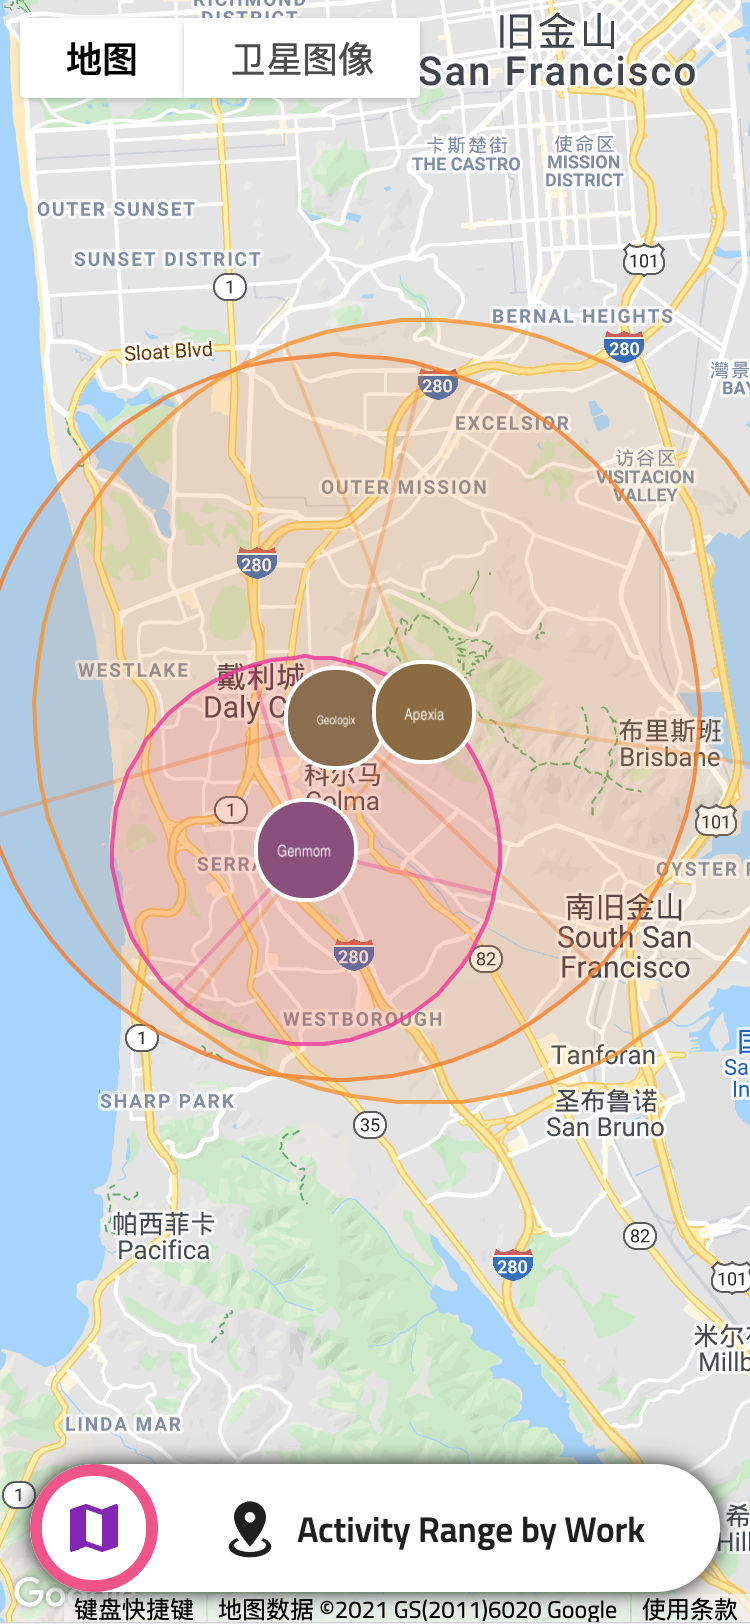 RICHMOND
DISTRICT
地图
卫星图像
旧金山
San Francisco
卡斯楚街
THE CASTRO
使命区
MISSION
DISTRICT
OUTER SUNSET
SUNSET DISTRICT
1
101
BERNAL HEIGHTS
280
Sloat Blvd
280
灣景
BAY
EXCELSIOR
访谷区
VISITACION
VALLEY
OUTER MISSION
280
WESTLAKE
戴利城
Daly C
Geologix
Apexia
布里斯班
Brisbane
科尔马
Colma
1
101
Genmom
SERRA
OYSTER P
南旧金山
South San
Francisco
280
82
WESTBOROUGH
1
国
Sa
In
Tanforan
SHARP PARK
圣布鲁诺
San Bruno
35
帕西菲卡
Pacifica
82
280
101
米尔布
Millb
LINDA MAR
1
希
Hill
Activity Range by Work
Google
键盘快捷键
地图数据 ©2021 GS(2011)6020 Google
使用条款